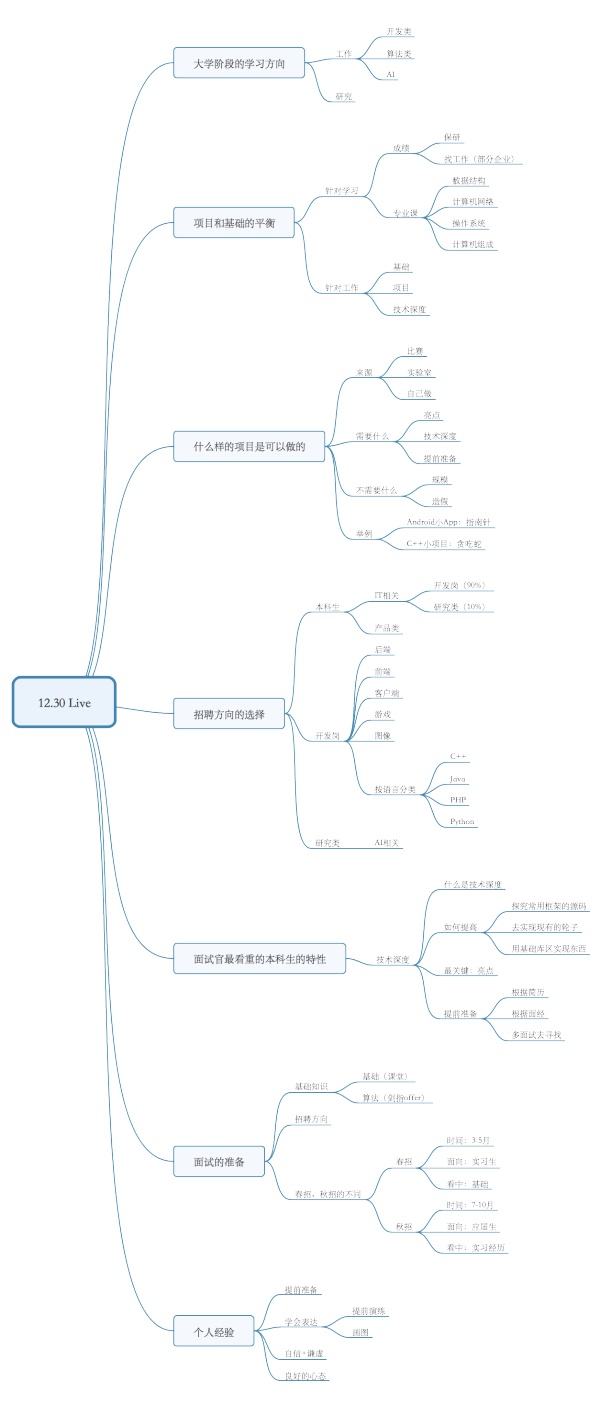 12.30 Live
大学阶段的学习方向
工作
开发类
算法类
AI
研究
项目和基础的平衡
针对学习
成绩
保研
找工作（部分企业）
专业课
数据结构
计算机网络
操作系统
计算机组成
针对工作
基础
项目
技术深度
什么样的项目是可以做的
来源
比赛
实验室
自己做
需要什么
亮点
技术深度
提前准备
不需要什么
规模
造假
举例
Android小App：指南针
C++小项目：贪吃蛇
招聘方向的选择
本科生
IT相关
开发岗（90%）
研究类（10%）
产品类
开发岗
后端
前端
客户端
游戏
图像
按语言分类
C++
Java
PHP
Python
研究类
AI相关
面试官最看重的本科生的特性
技术深度
什么是技术深度
如何提高
探究常用框架的源码
去实现现有的轮子
用基础库区实现东西
最关键：亮点
提前准备
根据简历
根据面经
多面试去寻找
面试的准备
基础知识
基础（课堂）
算法（剑指offer）
招聘方向
春招、秋招的不同
春招
时间：3-5月
面向：实习生
看中：基础
秋招
时间：7-10月
面向：应届生
看中：实习经历
个人经验
提前准备
学会表达
提前演练
画图
自信+谦虚
良好的心态